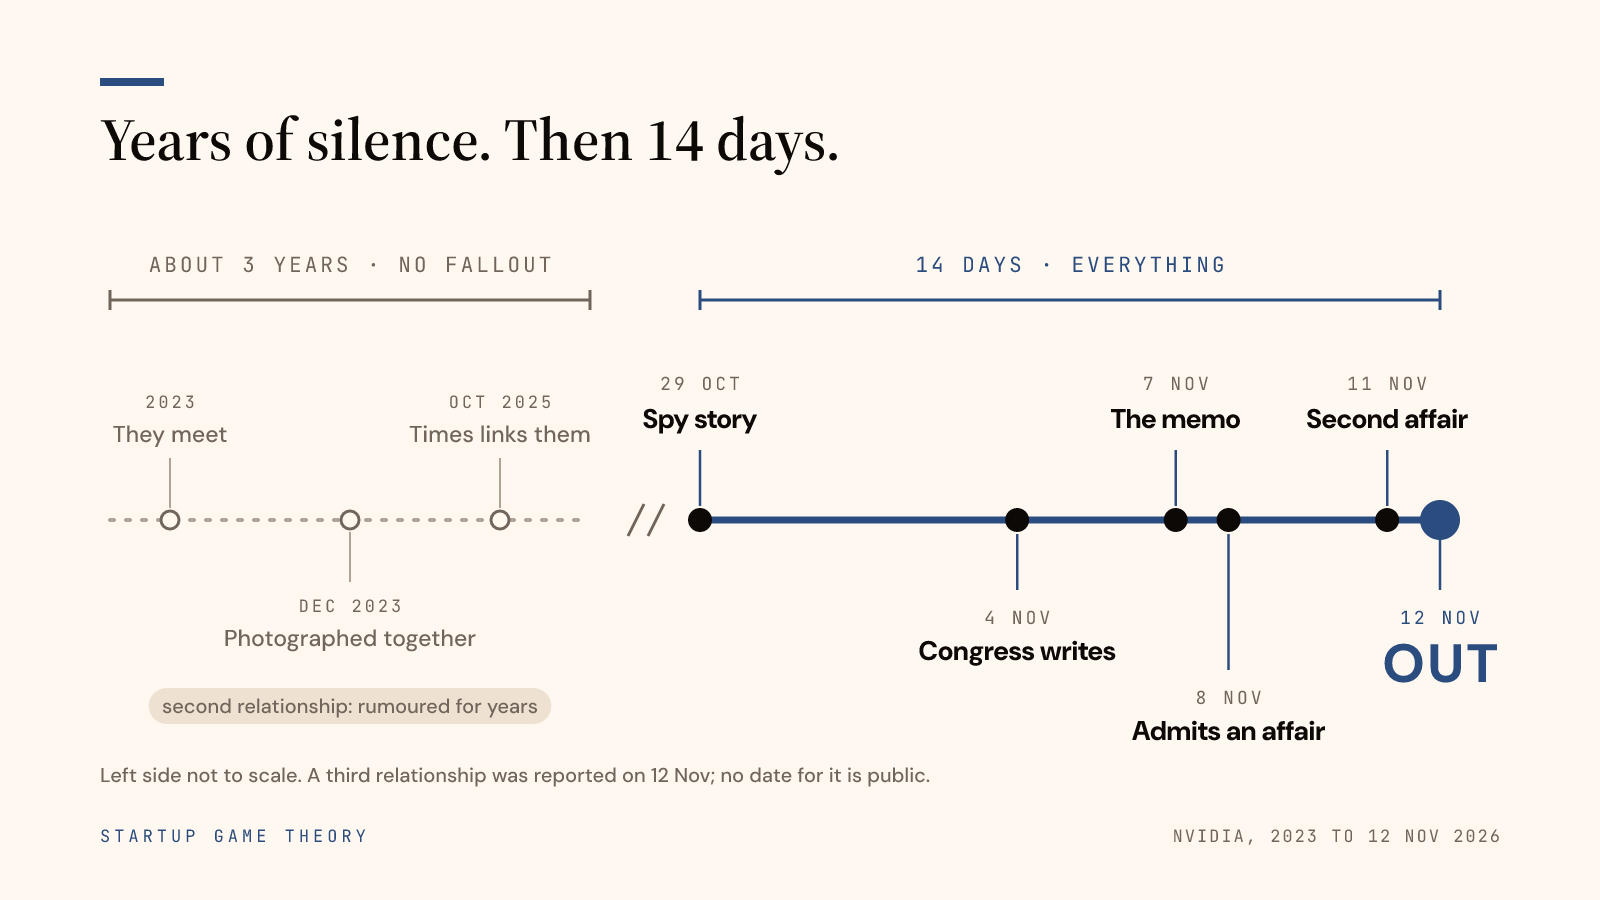 Years of silence. Then 14 days.
ABOUT 3 YEARS · NO FALLOUT
14 DAYS · EVERYTHING
2023
They meet
OCT 2025
Times links them
29 OCT
Spy story
7 NOV
The memo
11 NOV
Second affair
//
DEC 2023
Photographed together
second relationship: rumoured for years
4 NOV
Congress writes
8 NOV
Admits an affair
12 NOV
OUT
Left side not to scale. A third relationship was reported on 12 Nov; no date for it is public.
STARTUP GAME THEORY
NVIDIA, 2023 TO 12 NOV 2026